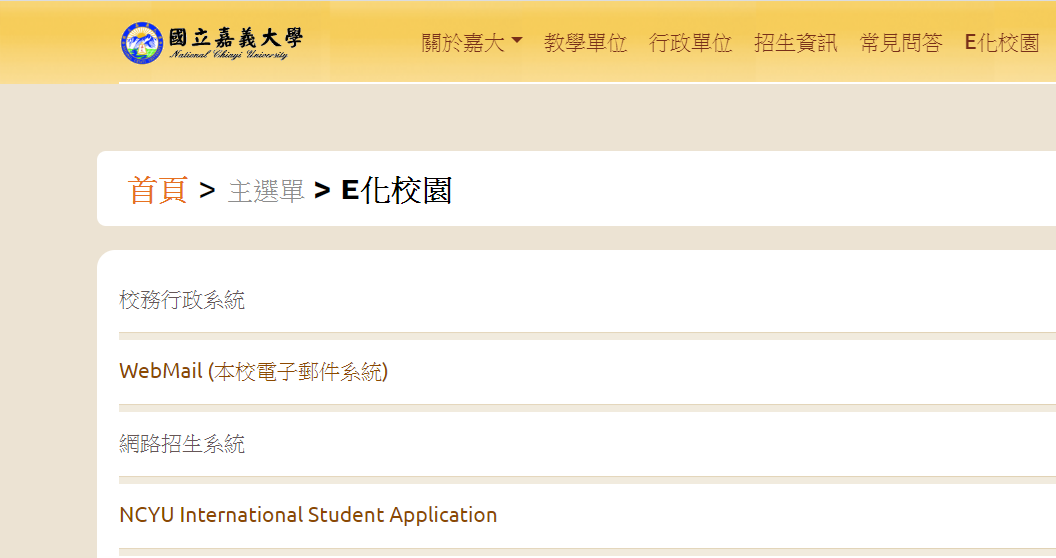 國立嘉義大學
National Chiayi University
關於嘉大 教學單位 行政單位 招生資訊 常見問答 E化校園
首頁 > 主選單 > E化校園
校務行政系統
WebMail (本校電子郵件系統)
網路招生系統
NCYU International Student Application